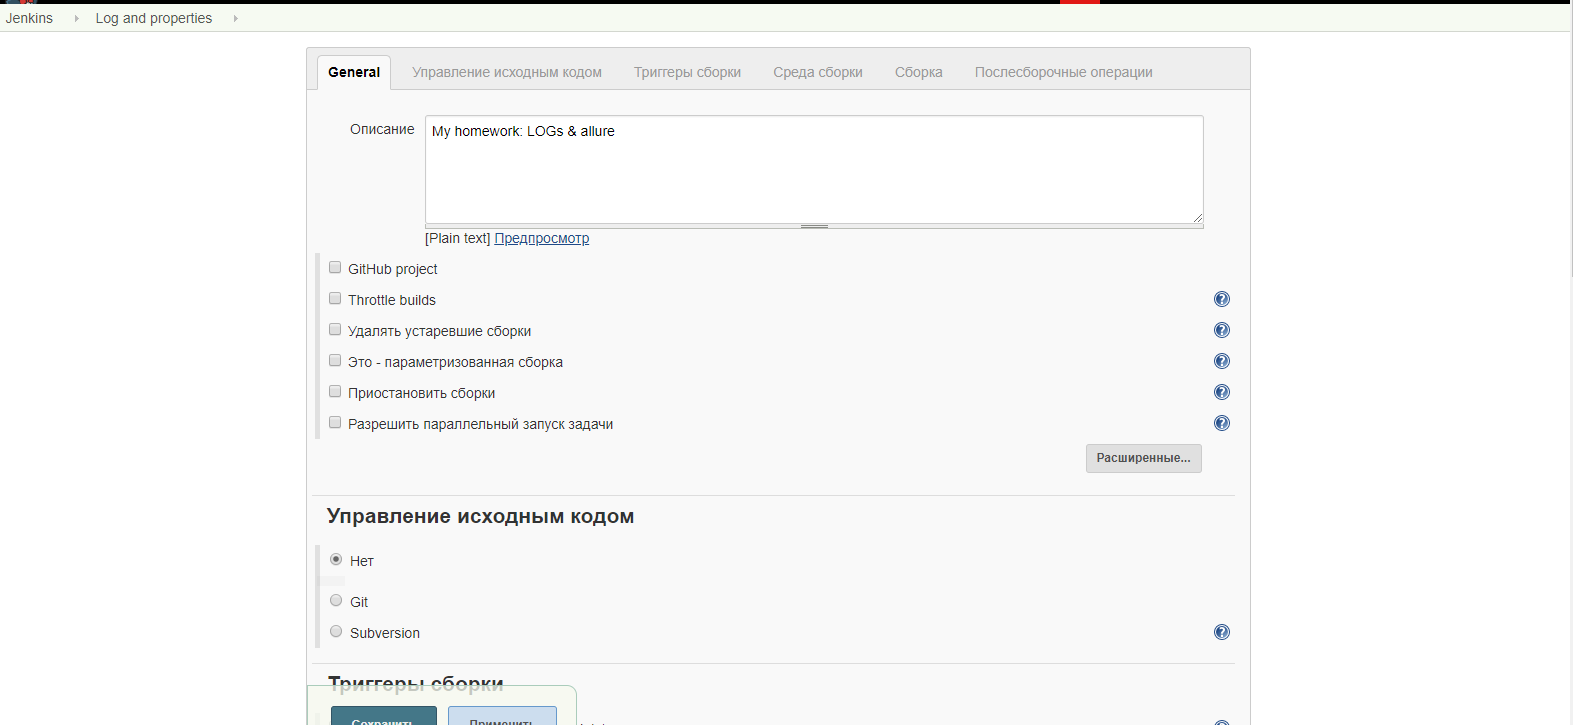 Jenkins Log and properties
General Управление исходным кодом Триггеры сборки Среда сборки Сборка Послесборочные операции
Описание My homework: LOGs & allure
[Plain text] Предпросмотр
GitHub project
Throttle builds
Удалять устаревшие сборки
Это - параметризованная сборка
Приостановить сборки
Разрешить параллельный запуск задачи
Расширенные...
Управление исходным кодом
Нет
Git
Subversion
Триггеры сборки
Сохранить Применить